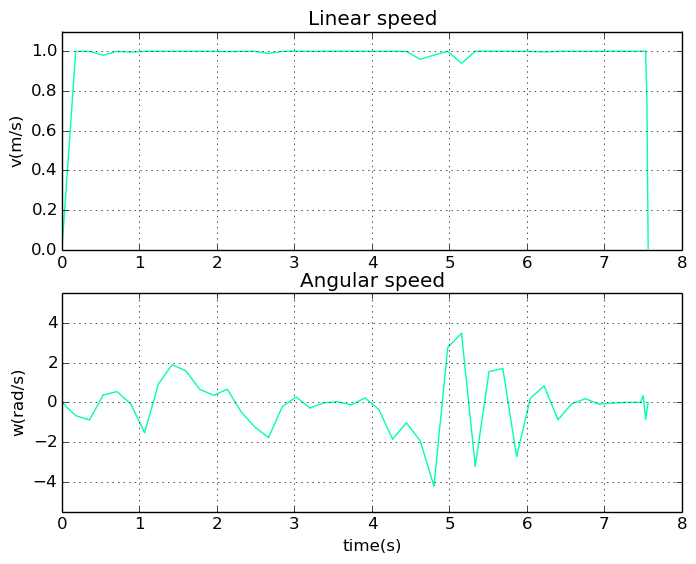 Linear speed
v(m/s)
1.0
0.8
0.6
0.4
0.2
0.0
0 1 2 3 4 5 6 7 8
Angular speed
w(rad/s)
4
2
0
−2
−4
0 1 2 3 4 5 6 7 8
time(s)